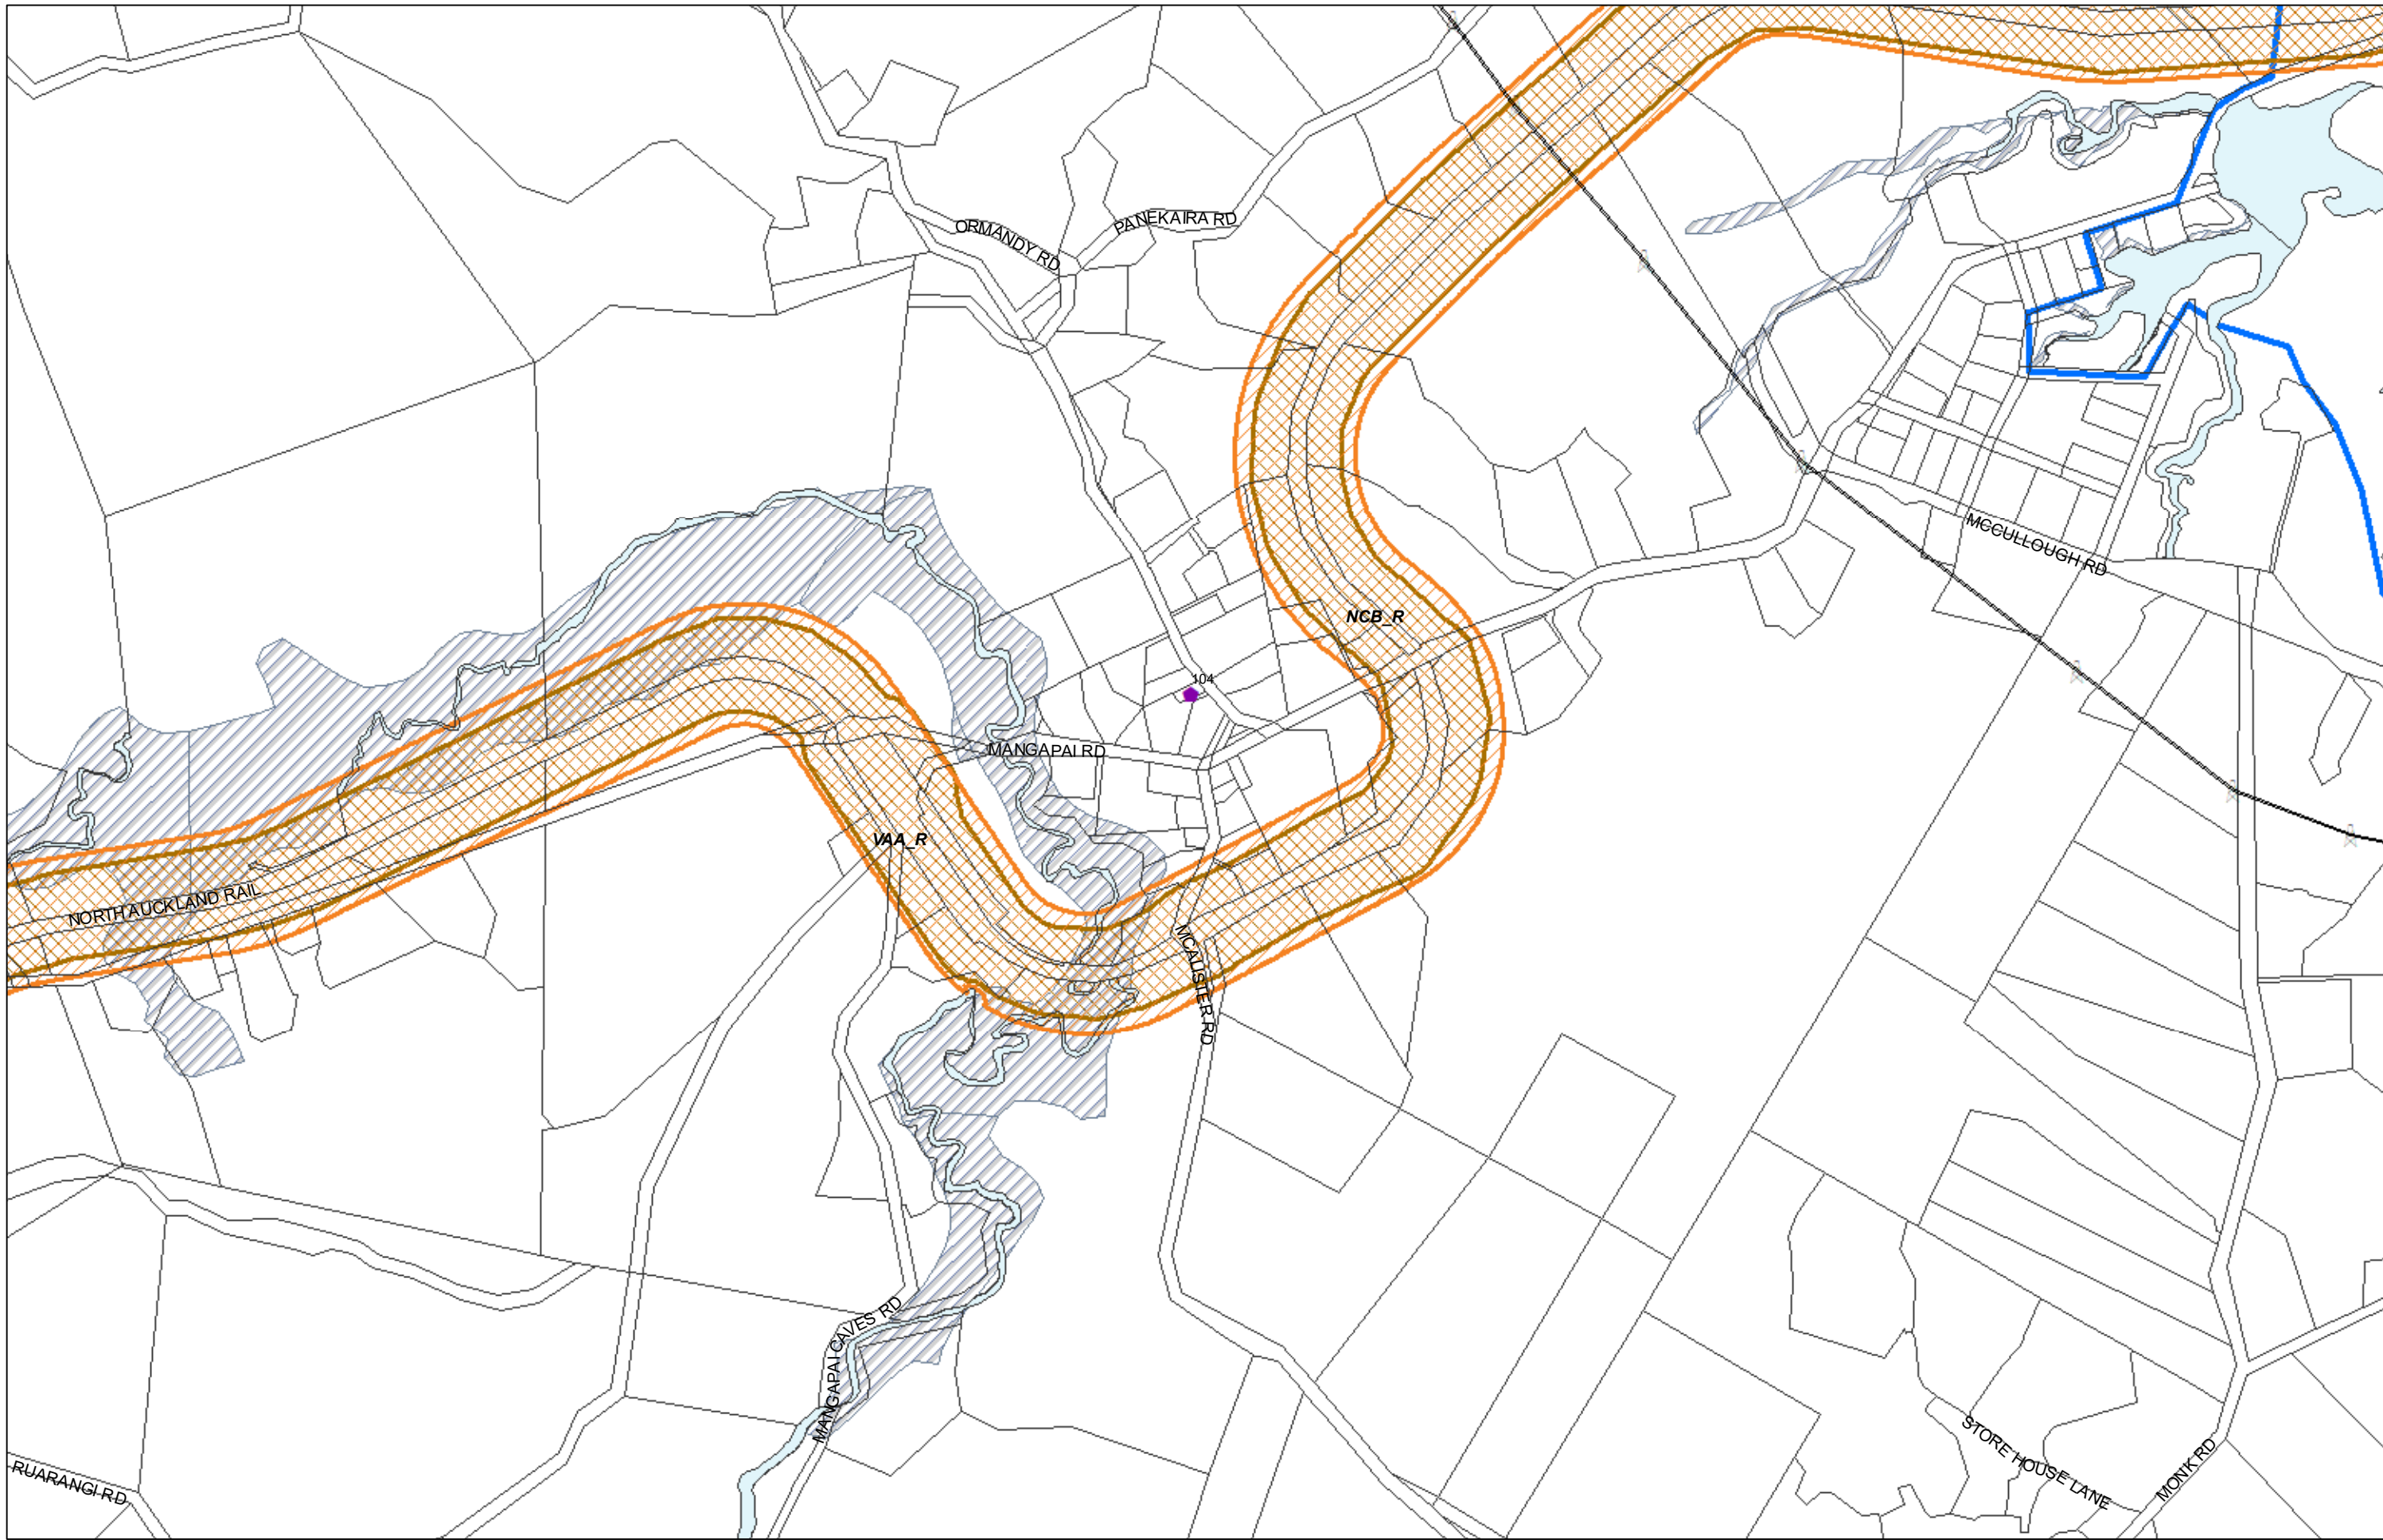 PANEKAIRA RD
ORMANDY RD
MCCULLOUGH RD
NCB_R
104
MANGAPAI RD
VAA_R
NORTH AUCKLAND RAIL
MCALISTER RD
MANGAPAI CAVES RD
RUARANGI RD
STORE HOUSE LANE
MONK RD